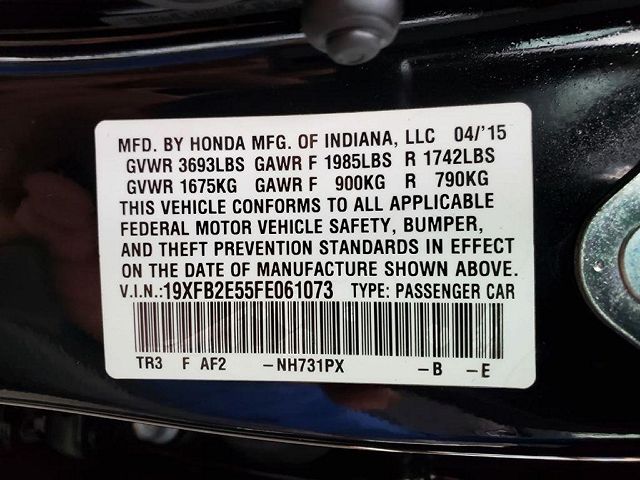 MFD. BY HONDA MFG. OF INDIANA, LLC 04/'15
GVWR 3693LBS GAWR F 1985LBS R 1742LBS
GVWR 1675KG GAWR F 900KG R 790KG
THIS VEHICLE CONFORMS TO ALL APPLICABLE
FEDERAL MOTOR VEHICLE SAFETY, BUMPER,
AND THEFT PREVENTION STANDARDS IN EFFECT
ON THE DATE OF MANUFACTURE SHOWN ABOVE.
V.I.N.:19XFB2E55FE061073 TYPE: PASSENGER CAR
TR3 F AF2 -NH731PX -B -E